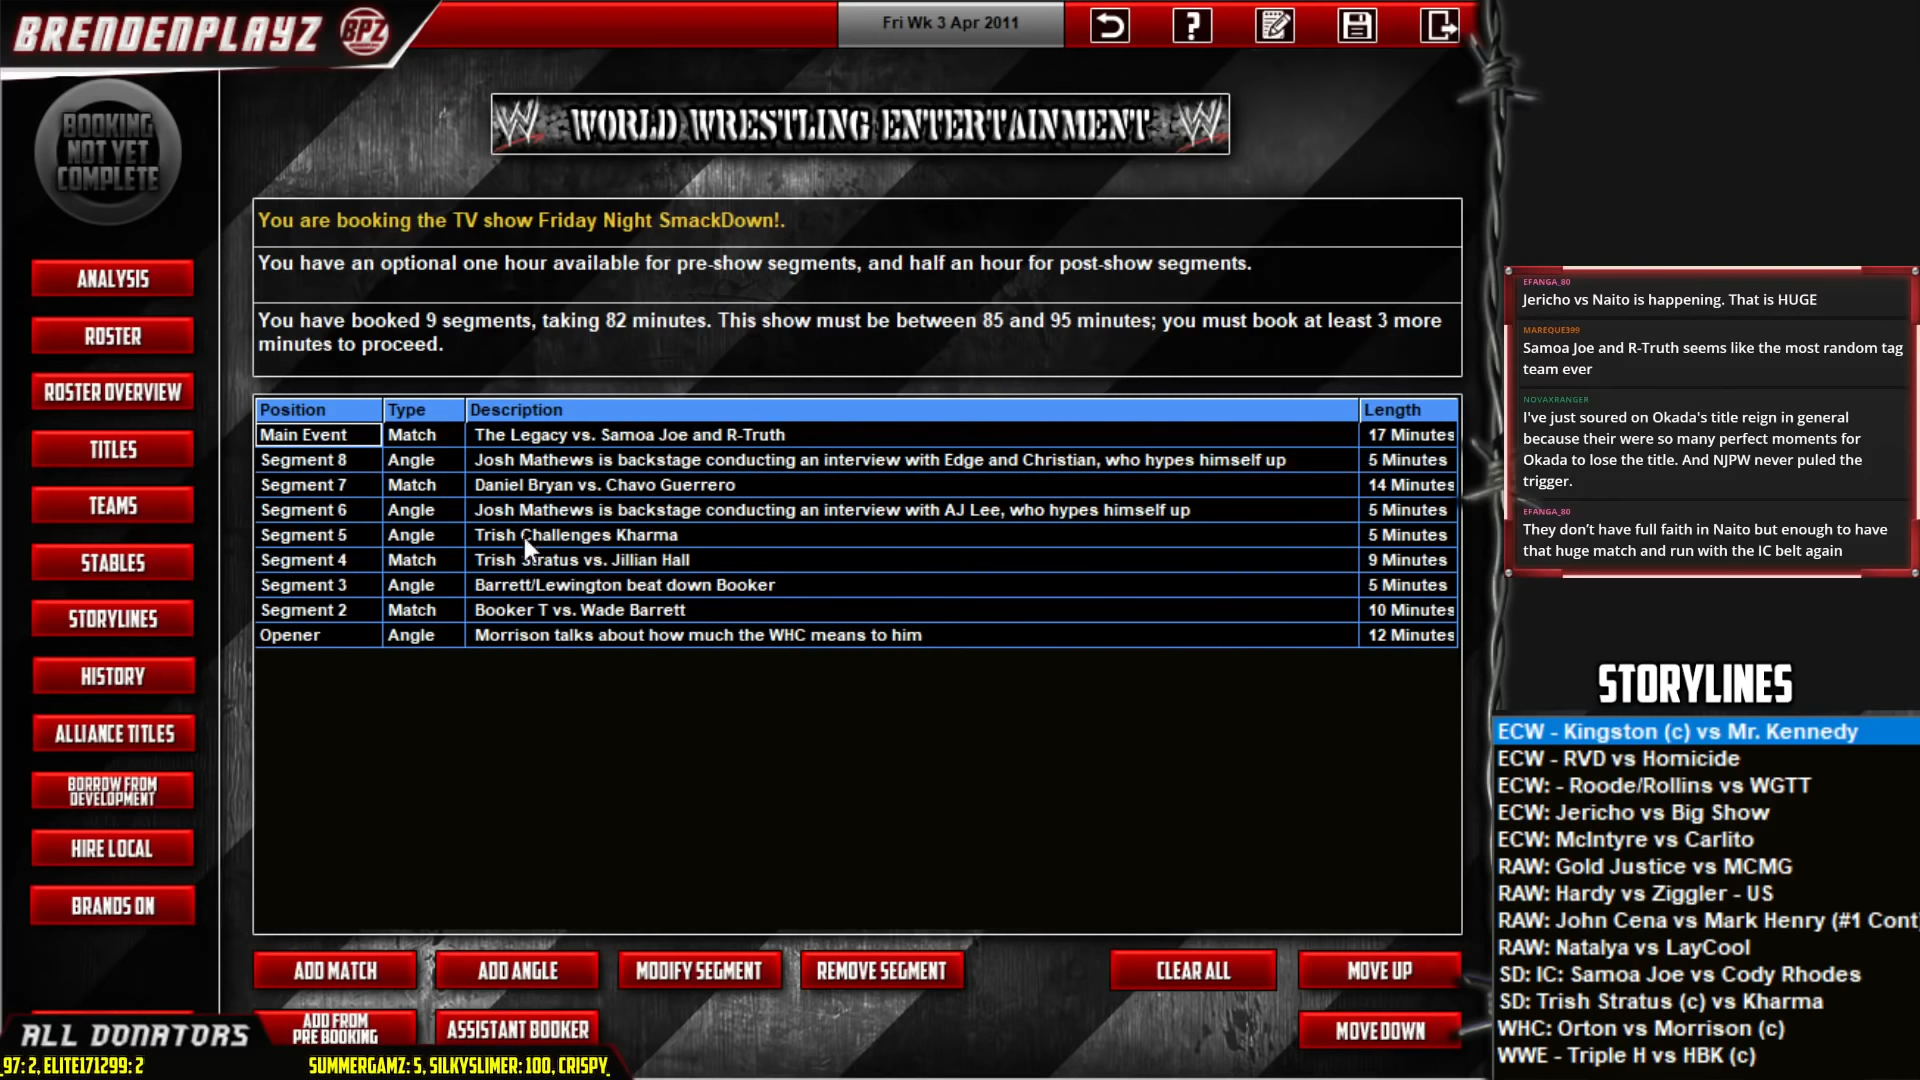 BRENDENPLAYZ
BPZ
Fri Wk 3 Apr 2011
?
BOOKING
NOT YET
COMPLETE
W WORLD WRESTLING ENTERTAINMENT W
You are booking the TV show Friday Night SmackDown!.
You have an optional one hour available for pre-show segments, and half an hour for post-show segments.
You have booked 9 segments, taking 82 minutes. This show must be between 85 and 95 minutes; you must book at least 3 more
minutes to proceed.
ANALYSIS
ROSTER
ROSTER OVERVIEW
TITLES
TEAMS
STABLES
STORYLINES
HISTORY
ALLIANCE TITLES
BORROW FROM
DEVELOPMENT
HIRE LOCAL
BRANDS ON
Position Type Description Length
Main Event Match The Legacy vs. Samoa Joe and R-Truth 17 Minutes
Segment 8 Angle Josh Mathews is backstage conducting an interview with Edge and Christian, who hypes himself up 5 Minutes
Segment 7 Match Daniel Bryan vs. Chavo Guerrero 14 Minutes
Segment 6 Angle Josh Mathews is backstage conducting an interview with AJ Lee, who hypes himself up 5 Minutes
Segment 5 Angle Trish Challenges Kharma 5 Minutes
Segment 4 Match Trish Stratus vs. Jillian Hall 9 Minutes
Segment 3 Angle Barrett/Lewington beat down Booker 5 Minutes
Segment 2 Match Booker T vs. Wade Barrett 10 Minutes
Opener Angle Morrison talks about how much the WHC means to him 12 Minutes
ADD MATCH
ADD ANGLE
MODIFY SEGMENT
REMOVE SEGMENT
CLEAR ALL
MOVE UP
ADD FROM
PRE BOOKING
ASSISTANT BOOKER
MOVE DOWN
ALL DONATORS
97: 2, ELITE171299: 2
SUMMERGAMZ: 5, SILKYSLIMER: 100, CRISPY_
EFANGA_80
Jericho vs Naito is happening. That is HUGE
MAREQUE399
Samoa Joe and R-Truth seems like the most random tag
team ever
NOVAXRANGER
I've just soured on Okada's title reign in general
because their were so many perfect moments for
Okada to lose the title. And NJPW never puled the
trigger.
EFANGA_80
They don't have full faith in Naito but enough to have
that huge match and run with the IC belt again
STORYLINES
ECW - Kingston (c) vs Mr. Kennedy
ECW - RVD vs Homicide
ECW: - Roode/Rollins vs WGTT
ECW: Jericho vs Big Show
ECW: McIntyre vs Carlito
RAW: Gold Justice vs MCMG
RAW: Hardy vs Ziggler - US
RAW: John Cena vs Mark Henry (#1 Cont
RAW: Natalya vs LayCool
SD: IC: Samoa Joe vs Cody Rhodes
SD: Trish Stratus (c) vs Kharma
WHC: Orton vs Morrison (c)
WWE - Triple H vs HBK (c)